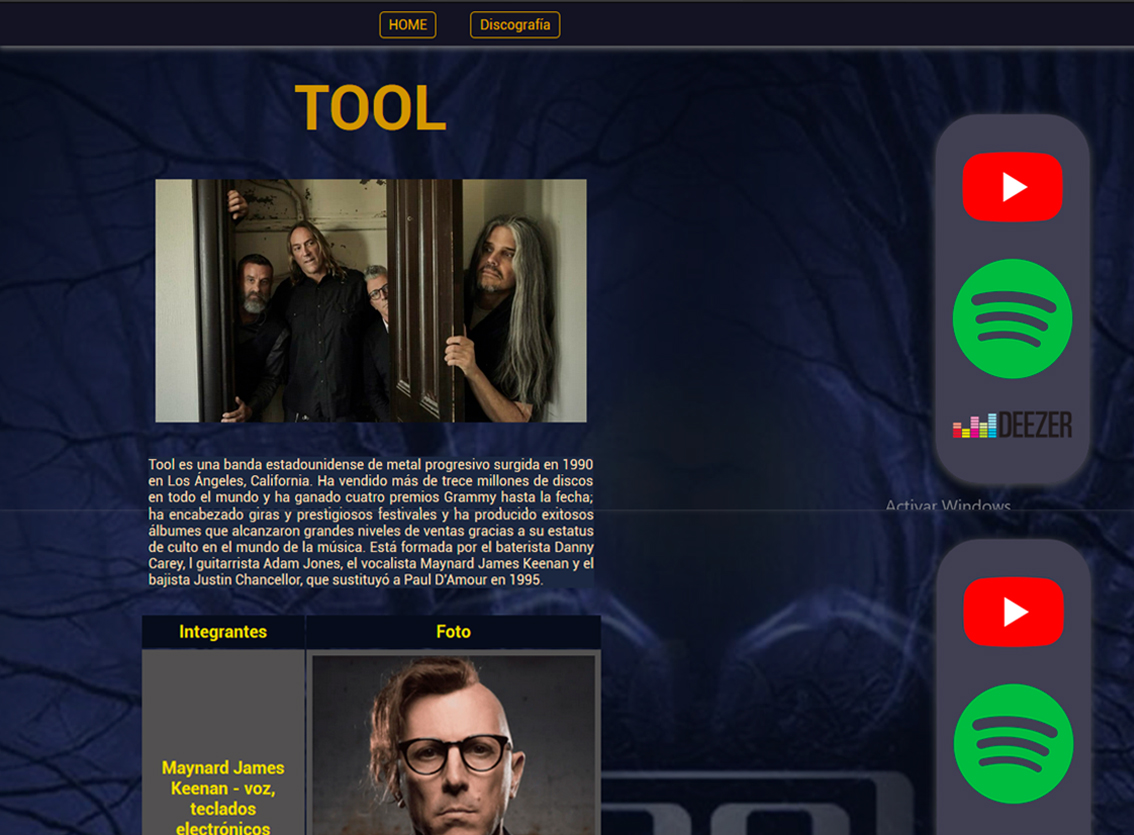 HOME
Discografía
TOOL
Tool es una banda estadounidense de metal progresivo surgida en 1990
en Los Ángeles, California. Ha vendido más de trece millones de discos
en todo el mundo y ha ganado cuatro premios Grammy hasta la fecha;
ha encabezado giras y prestigiosos festivales y ha producido exitosos
álbumes que alcanzaron grandes niveles de ventas gracias a su estatus
de culto en el mundo de la música. Está formada por el baterista Danny
Carey, l guitarrista Adam Jones, el vocalista Maynard James Keenan y el
bajista Justin Chancellor, que sustituyó a Paul D'Amour en 1995.
Integrantes
Foto
Maynard James
Keenan - voz,
teclados
electrónicos
DEEZER
Activar Windows